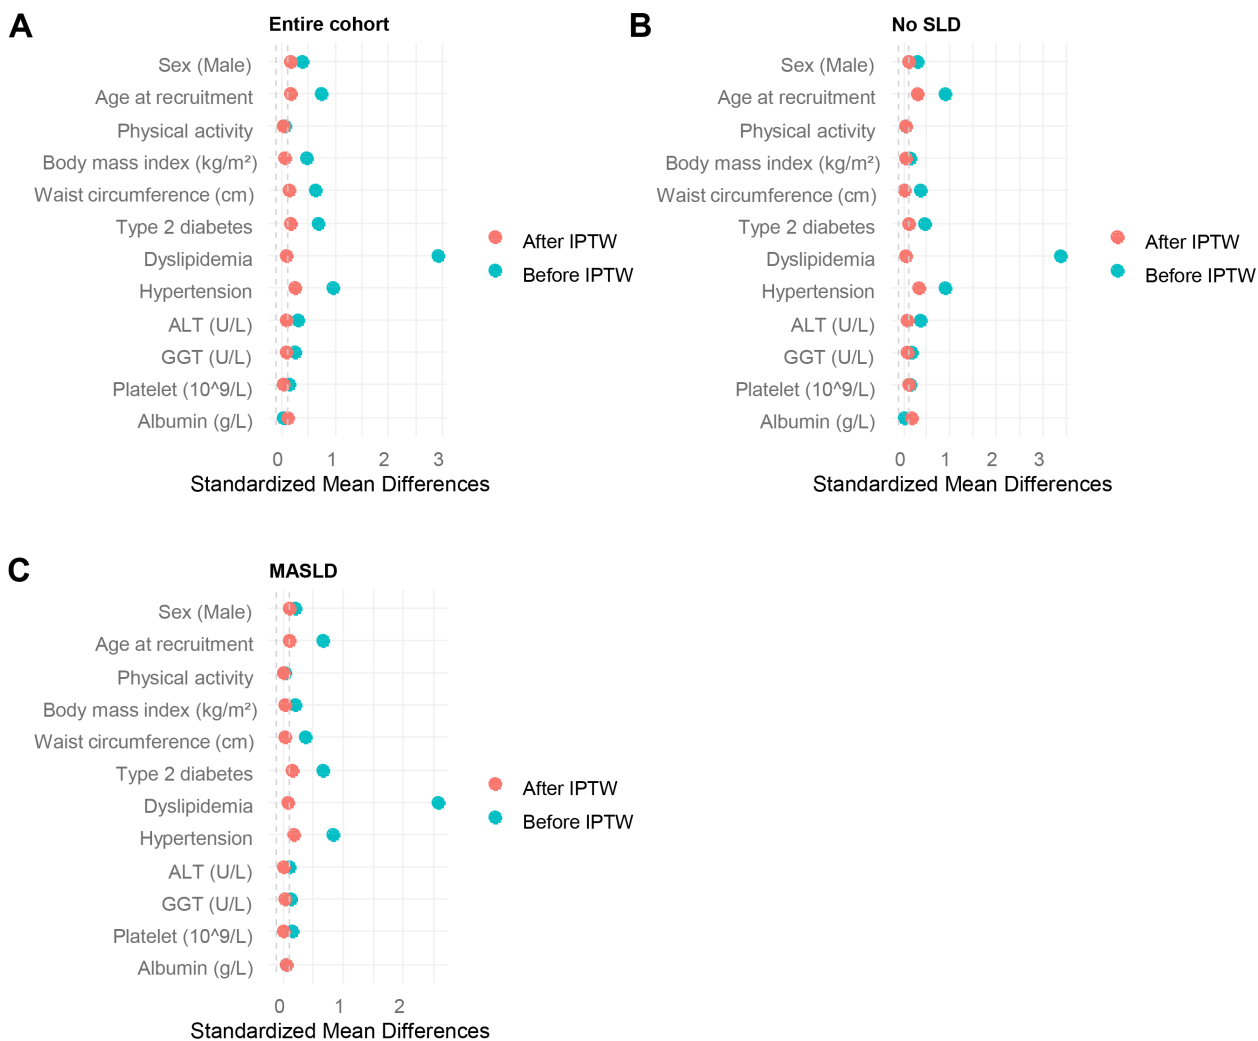 A
Entire cohort
Sex (Male)
Age at recruitment
Physical activity
Body mass index (kg/m²)
Waist circumference (cm)
Type 2 diabetes
Dyslipidemia
Hypertension
ALT (U/L)
GGT (U/L)
Platelet (10^9/L)
Albumin (g/L)
0 1 2 3
Standardized Mean Differences
After IPTW
Before IPTW
B
No SLD
Sex (Male)
Age at recruitment
Physical activity
Body mass index (kg/m²)
Waist circumference (cm)
Type 2 diabetes
Dyslipidemia
Hypertension
ALT (U/L)
GGT (U/L)
Platelet (10^9/L)
Albumin (g/L)
0 1 2 3
Standardized Mean Differences
After IPTW
Before IPTW
C
MASLD
Sex (Male)
Age at recruitment
Physical activity
Body mass index (kg/m²)
Waist circumference (cm)
Type 2 diabetes
Dyslipidemia
Hypertension
ALT (U/L)
GGT (U/L)
Platelet (10^9/L)
Albumin (g/L)
0 1 2
Standardized Mean Differences
After IPTW
Before IPTW